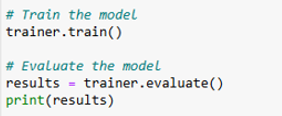 # Train the model
trainer.train()

# Evaluate the model
results = trainer.evaluate()
print(results)